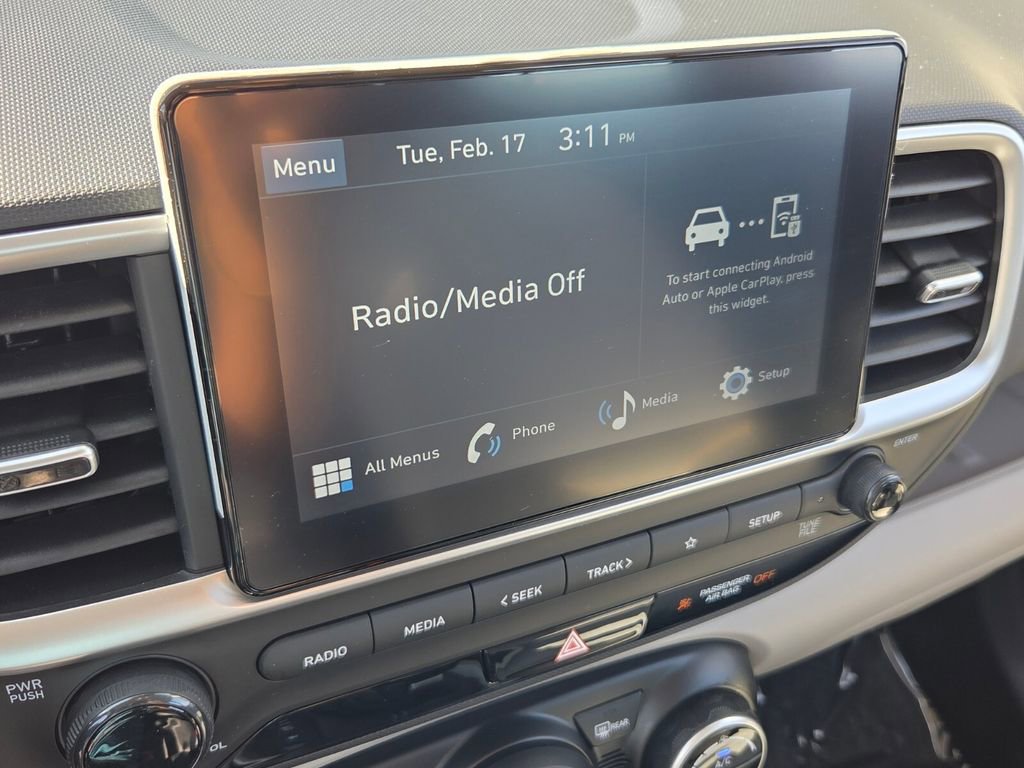 Menu
Tue, Feb. 17
3:11 PM
Radio/Media Off
To start connecting Android
Auto or Apple CarPlay, press
this widget.
All Menus
Phone
Media
Setup
ENTER
TUNE
FILE
RADIO
MEDIA
< SEEK
TRACK >
SETUP
PASSENGER
AIR BAG
OFF
PWR
PUSH
OL
REAR
A/C